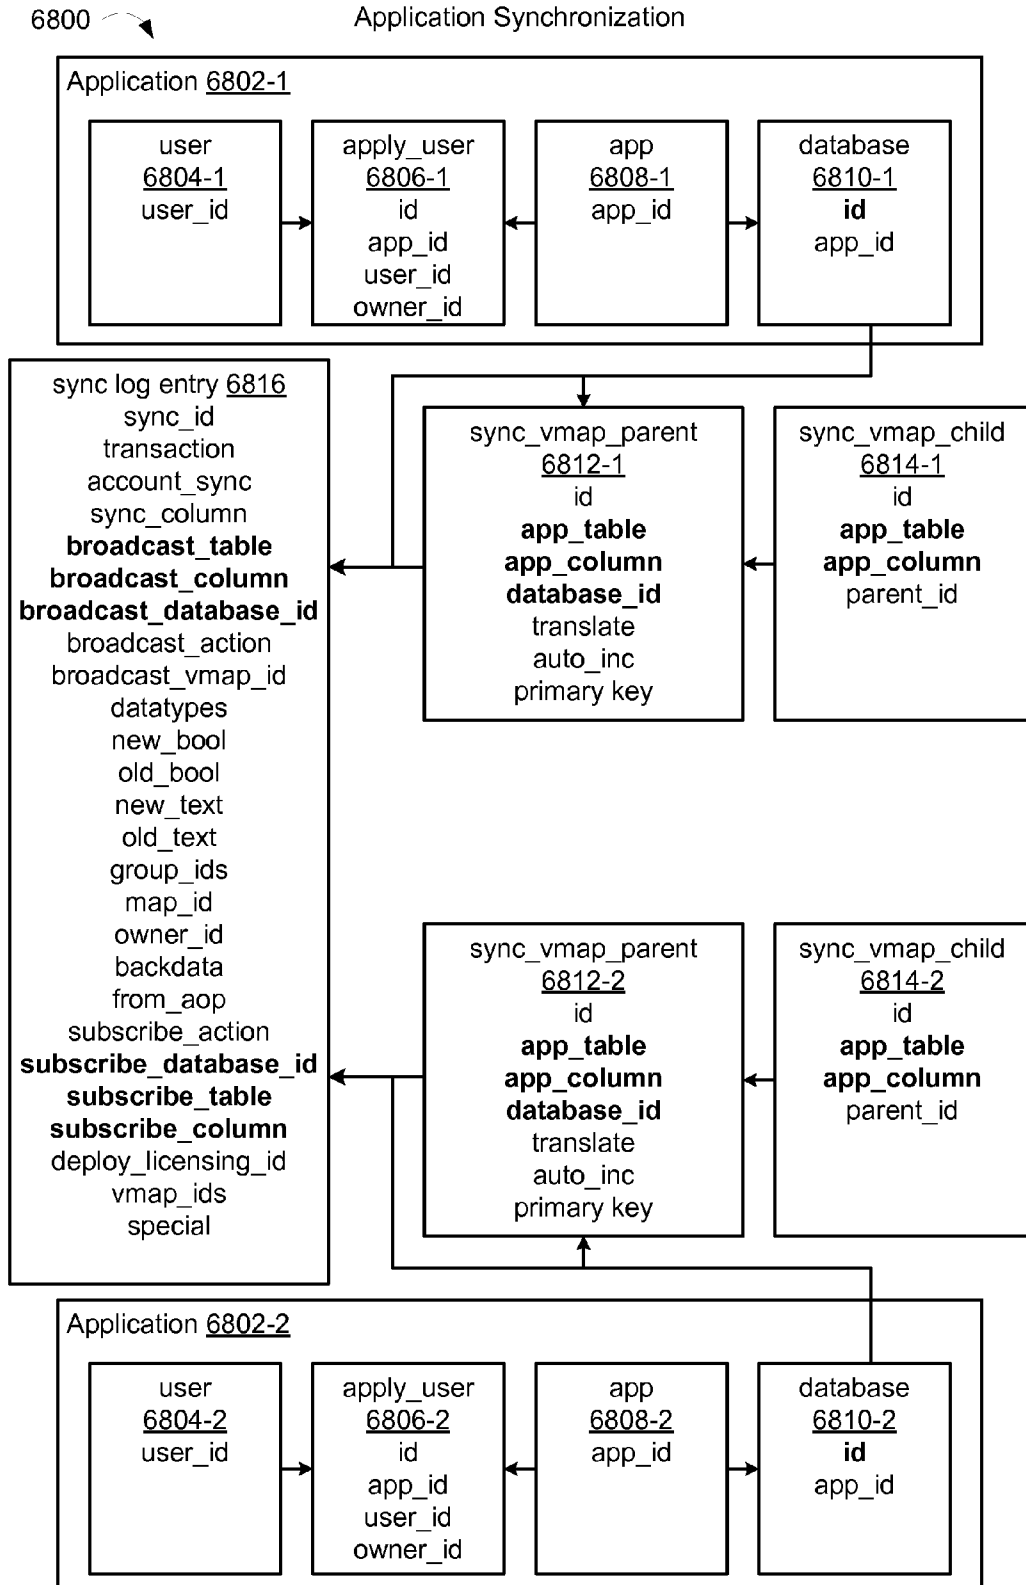 6800
Application Synchronization
Application 6802-1
user
6804-1
user_id
apply_user
6806-1
id
app_id
user_id
owner_id
app
6808-1
app_id
database
6810-1
id
app_id
sync log entry 6816
sync_id
transaction
account_sync
sync_column
broadcast_table
broadcast_column
broadcast_database_id
broadcast_action
broadcast_vmap_id
datatypes
new_bool
old_bool
new_text
old_text
group_ids
map_id
owner_id
backdata
from_aop
subscribe_action
subscribe_database_id
subscribe_table
subscribe_column
deploy_licensing_id
vmap_ids
special
sync_vmap_parent
6812-1
id
app_table
app_column
database_id
translate
auto_inc
primary key
sync_vmap_child
6814-1
id
app_table
app_column
parent_id
sync_vmap_parent
6812-2
id
app_table
app_column
database_id
translate
auto_inc
primary key
sync_vmap_child
6814-2
id
app_table
app_column
parent_id
Application 6802-2
user
6804-2
user_id
apply_user
6806-2
id
app_id
user_id
owner_id
app
6808-2
app_id
database
6810-2
id
app_id